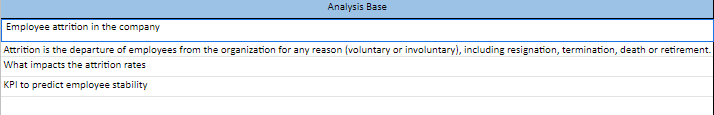 Analysis Base
Employee attrition in the company
Attrition is the departure of employees from the organization for any reason (voluntary or involuntary), including resignation, termination, death or retirement.
What impacts the attrition rates
KPI to predict employee stability